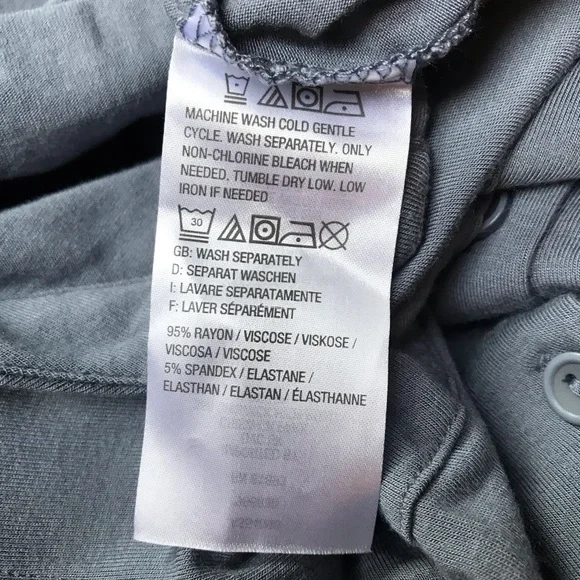 MACHINE WASH COLD GENTLE
CYCLE. WASH SEPARATELY. ONLY
NON-CHLORINE BLEACH WHEN
NEEDED. TUMBLE DRY LOW. LOW
IRON IF NEEDED
30
GB: WASH SEPARATELY
D: SEPARAT WASCHEN
I: LAVARE SEPARATAMENTE
F: LAVER SÉPARÉMENT
95% RAYON / VISCOSE / VISKOSE /
VISCOSA / VISCOSE
5% SPANDEX / ELASTANE /
ELASTHAN / ELASTAN / ÉLASTHANNE